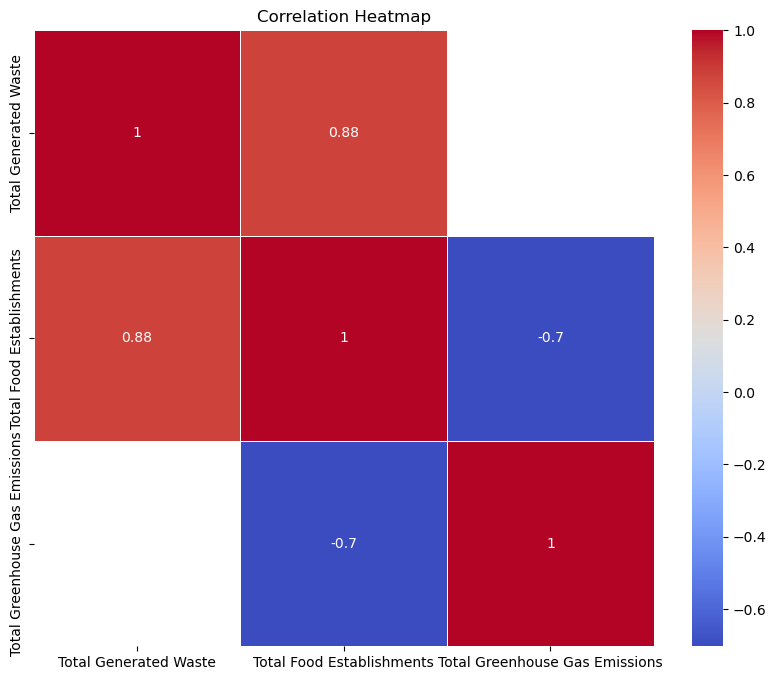 Correlation Heatmap
Total Generated Waste
Total Food Establishments
Total Greenhouse Gas Emissions
1
0.88
0.88
1
-0.7
-0.7
1
Total Generated Waste
Total Food Establishments
Total Greenhouse Gas Emissions
1.0
0.8
0.6
0.4
0.2
0.0
−0.2
−0.4
−0.6